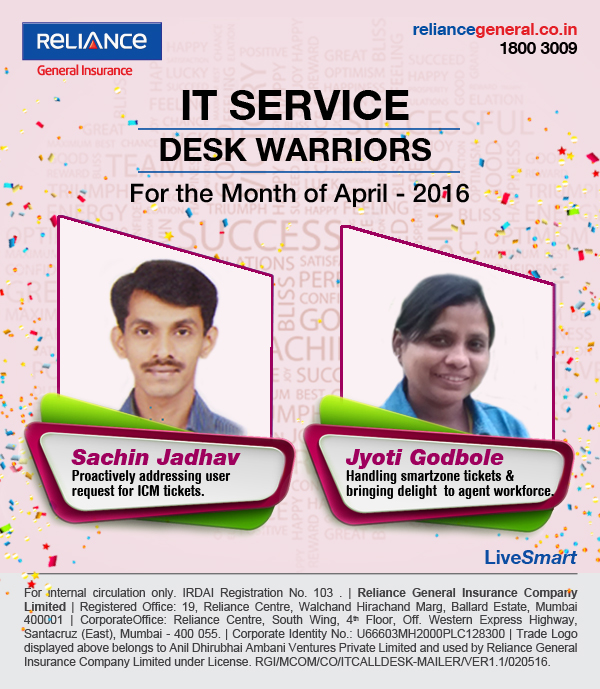 RELIANCE
General Insurance
reliancegeneral.co.in
1800 3009
IT SERVICE
DESK WARRIORS
For the Month of April - 2016
SUCCESS
Sachin Jadhav
Proactively addressing user
request for ICM tickets.
Jyoti Godbole
Handling smartzone tickets &
bringing delight to agent workforce.
LiveSmart
For internal circulation only. IRDAI Registration No. 103 . | Reliance General Insurance Company
Limited | Registered Office: 19, Reliance Centre, Walchand Hirachand Marg, Ballard Estate, Mumbai
400001 | CorporateOffice: Reliance Centre, South Wing, 4th Floor, Off. Western Express Highway,
Santacruz (East), Mumbai - 400 055. | Corporate Identity No.: U66603MH2000PLC128300 | Trade Logo
displayed above belongs to Anil Dhirubhai Ambani Ventures Private Limited and used by Reliance General
Insurance Company Limited under License. RGI/MCOM/CO/ITCALLDESK-MAILER/VER1.1/020516.